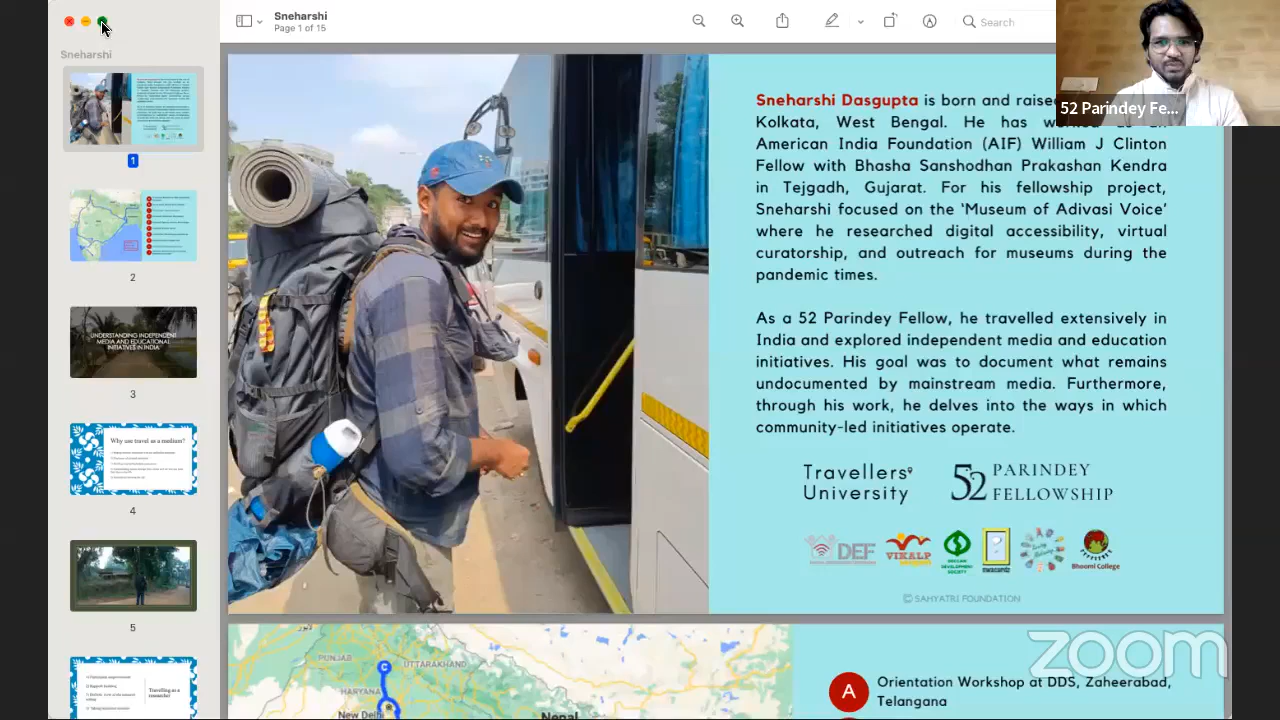 Sneharshi
Page 1 of 15
Search
52 Parindey Fe...
Sneharshi
1
2
UNDERSTANDING INDEPENDENT
MEDIA AND EDUCATIONAL
INITIATIVES IN INDIA
3
Why use travel as a medium?
4
5
Travelling as a
researcher
Sneharshi Dasgupta is born and raised
Kolkata, West Bengal. He has
American India Foundation (AIF) William J Clinton
Fellow with Bhasha Sanshodhan Prakashan Kendra
in Tejgadh, Gujarat. For his fellowship project,
Sneharshi focused on the 'Museum of Adivasi Voice'
where he researched digital accessibility, virtual
curatorship, and outreach for museums during the
pandemic times.
As a 52 Parindey Fellow, he travelled extensively in
India and explored independent media and education
initiatives. His goal was to document what remains
undocumented by mainstream media. Furthermore,
through his work, he delves into the ways in which
community-led initiatives operate.
Travellers'
University
52 PARINDEY
FELLOWSHIP
DEF
VIKALP
DECCAN
DEVELOPMENT
SOCIETY
Bhoomi College
© SAHYATRI FOUNDATION
zoom
PUNJAB
C
UTTARAKHAND
HARYANA
New Delhi
Nepal
A
Orientation Workshop at DDS, Zaheerabad,
Telangana